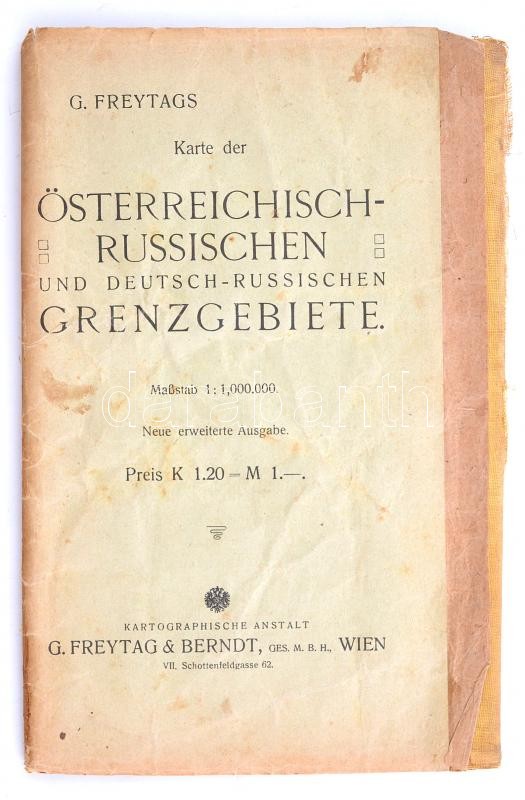 G. FREYTAGS
Karte der
ÖSTERREICHISCH-
RUSSISCHEN
UND DEUTSCH-RUSSISCHEN
GRENZGEBIETE.
Maßstab 1:1,000.000.
darabanth
Neue erweiterte Ausgabe.
Preis K 1.20 = M 1.—.
KARTOGRAPHISCHE ANSTALT
G. FREYTAG & BERNDT, GES. M. B. H., WIEN
VII, Schottenfeldgasse 62.